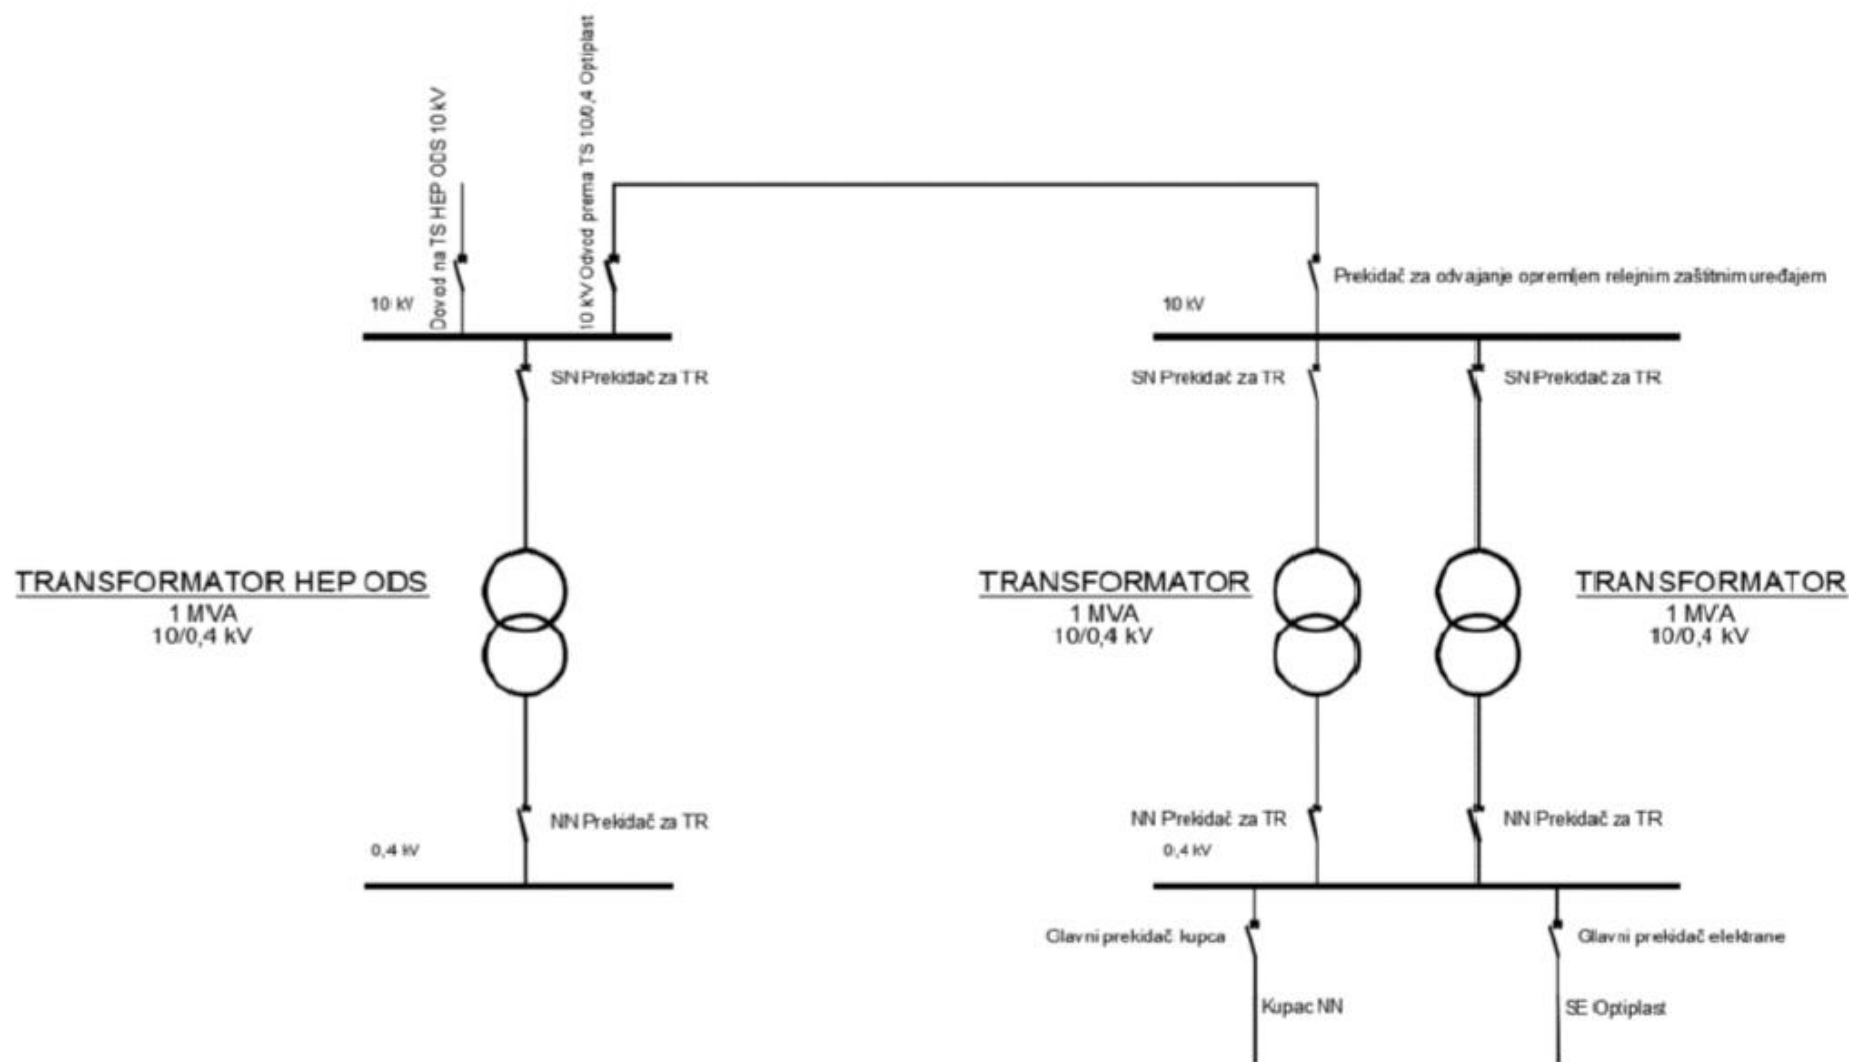 Dovod na TS HEP ODS 10 kV
10 kV Odvod prema TS 10/0,4 Optiplast
Prekidač za odvajanje opremljen relejnim zaštitnim uređajem
10 kV
10 kV
SN Prekidač za TR
SN Prekidač za TR
SN Prekidač za TR
TRANSFORMATOR HEP ODS
1 MVA
10/0,4 kV
TRANSFORMATOR
1 MVA
10/0,4 kV
TRANSFORMATOR
1 MVA
10/0,4 kV
NN Prekidač za TR
NN Prekidač za TR
NN Prekidač za TR
0,4 kV
0,4 kV
Glavni prekidač kupca
Glavni prekidač elektrane
Kupac NN
SE Optiplast